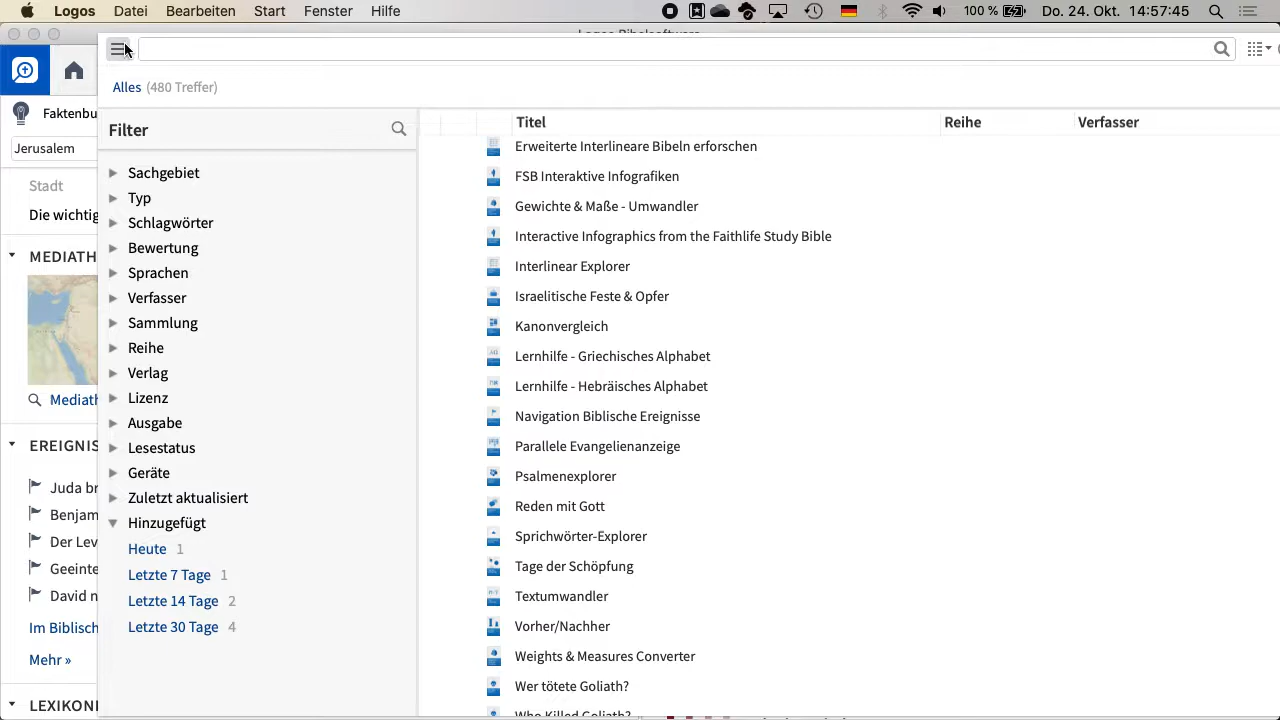 Logos Datei Bearbeiten Start Fenster Hilfe 100 % Do. 24. Okt. 14:57:45
Logos Bibelsoftware
Alles (480 Treffer)
Faktenbu
Jerusalem
Stadt
Die wichtig
MEDIATH
Mediath
EREIGNIS
Juda br
Benjam
Der Lev
Geeinte
David n
Im Biblisch
Mehr »
LEXIKON
Filter
Sachgebiet
Typ
Schlagwörter
Bewertung
Sprachen
Verfasser
Sammlung
Reihe
Verlag
Lizenz
Ausgabe
Lesestatus
Geräte
Zuletzt aktualisiert
Hinzugefügt
Heute 1
Letzte 7 Tage 1
Letzte 14 Tage 2
Letzte 30 Tage 4
Titel Reihe Verfasser
Erweiterte Interlineare Bibeln erforschen
FSB Interaktive Infografiken
Gewichte & Maße - Umwandler
Interactive Infographics from the Faithlife Study Bible
Interlinear Explorer
Israelitische Feste & Opfer
Kanonvergleich
Lernhilfe - Griechisches Alphabet
Lernhilfe - Hebräisches Alphabet
Navigation Biblische Ereignisse
Parallele Evangelienanzeige
Psalmenexplorer
Reden mit Gott
Sprichwörter-Explorer
Tage der Schöpfung
Textumwandler
Vorher/Nachher
Weights & Measures Converter
Wer tötete Goliath?
Who Killed Goliath?